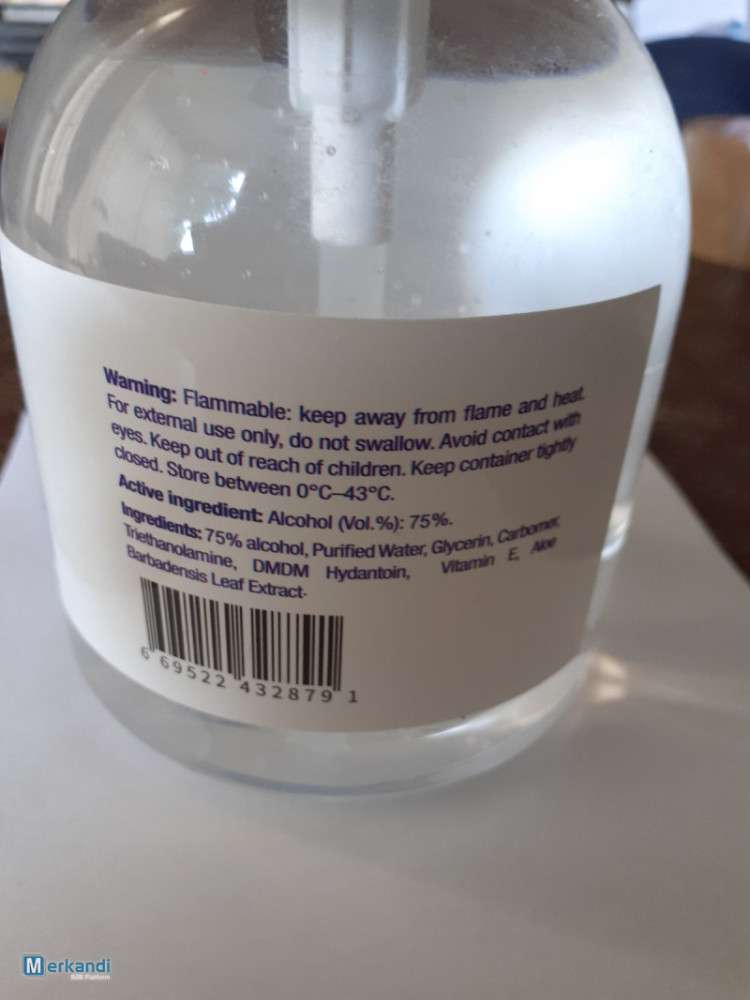 Warning: Flammable: keep away from flame and heat.
For external use only, do not swallow. Avoid contact with
eyes. Keep out of reach of children. Keep container tightly
closed. Store between 0°C–43°C.
Active ingredient: Alcohol (Vol.%): 75%.
Ingredients: 75% alcohol, Purified Water, Glycerin, Carbomer,
Triethanolamine, DMDM Hydantoin, Vitamin E, Aloe
Barbadensis Leaf Extract.
6 69522 432879 1
Merkandi
B2B Platform